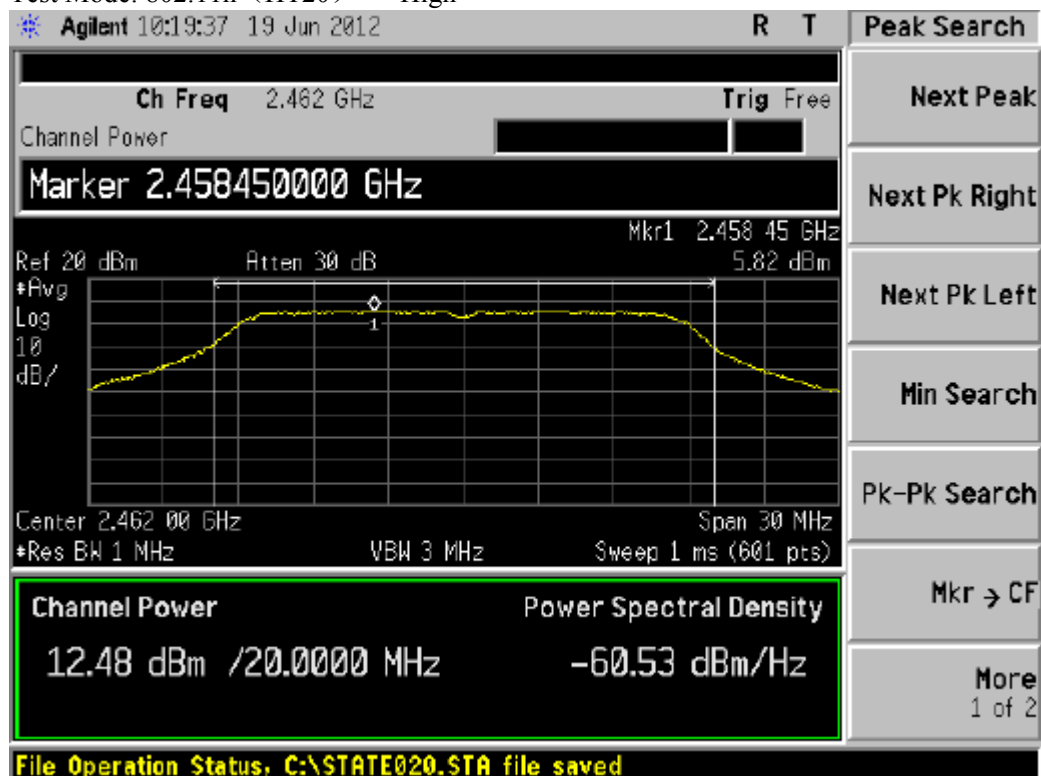 Agilent 10:19:37 19 Jun 2012 R T
Peak Search
Ch Freq 2.462 GHz Trig Free
Channel Power
Marker 2.458450000 GHz
Mkr1 2.458 45 GHz
Ref 20 dBm Atten 30 dB 5.82 dBm
*Avg
Log
10
dB/
1
Center 2.462 00 GHz Span 30 MHz
*Res BW 1 MHz VBW 3 MHz Sweep 1 ms (601 pts)
Channel Power Power Spectral Density
12.48 dBm /20.0000 MHz -60.53 dBm/Hz
File Operation Status, C:\STATE020.STA file saved
Next Peak
Next Pk Right
Next Pk Left
Min Search
Pk-Pk Search
Mkr → CF
More
1 of 2